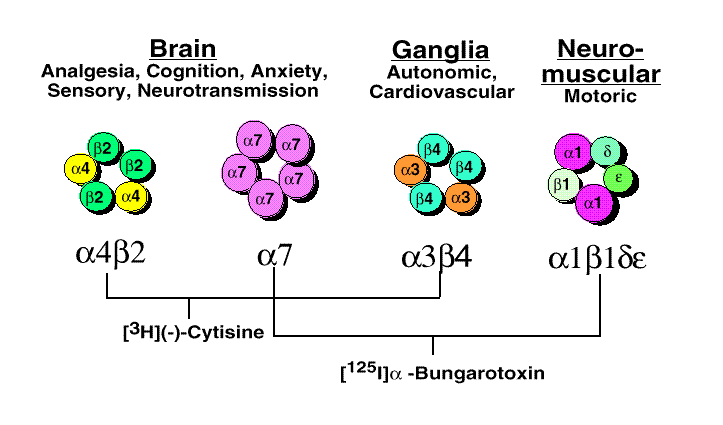 Brain
Analgesia, Cognition, Anxiety,
Sensory, Neurotransmission
Ganglia
Autonomic,
Cardiovascular
Neuro-
muscular
Motoric
β2
α4
β2
β2
α4
α7
α7
α7
α7
α7
β4
α3
β4
β4
α3
α1
δ
β1
ε
α1
α4β2
α7
α3β4
α1β1δε
[³H](-)-Cytisine
[¹²⁵I]α -Bungarotoxin